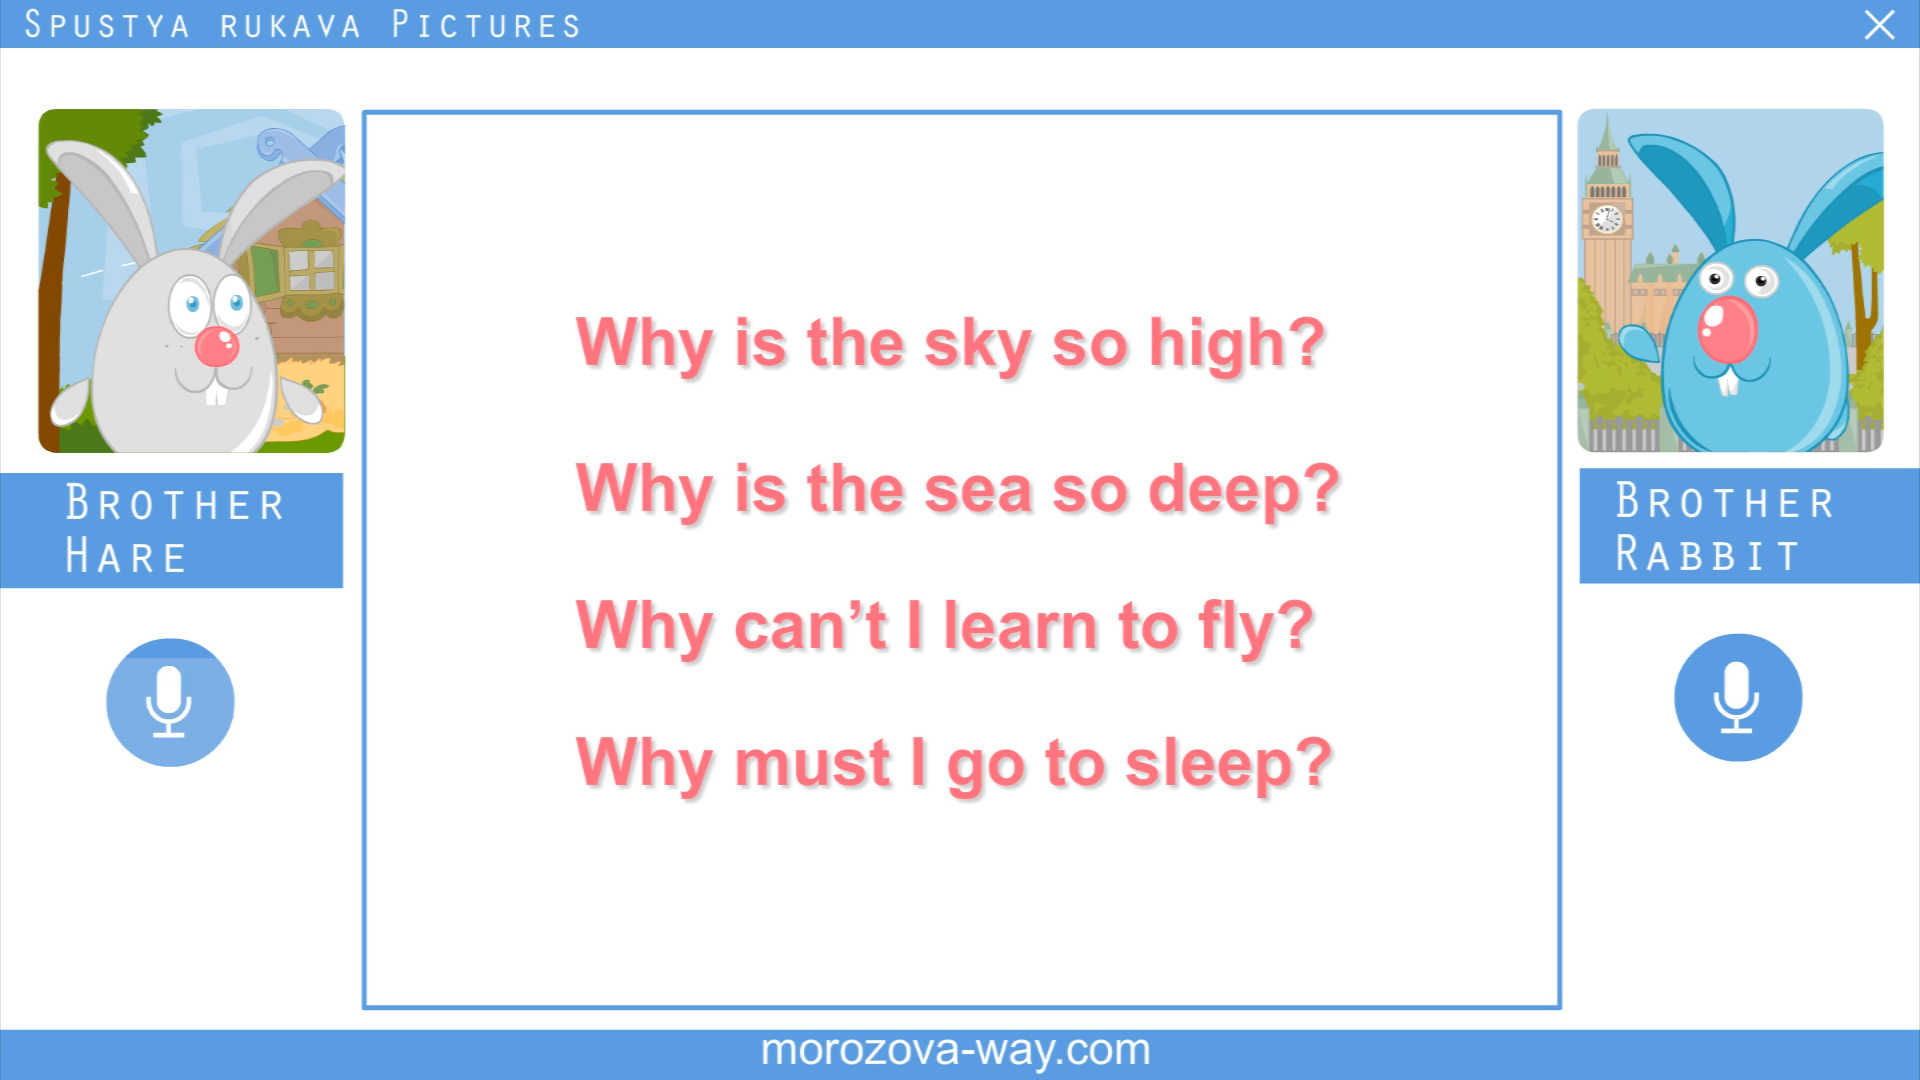 Spustya rukava Pictures
Brother
Hare
Why is the sky so high?
Why is the sea so deep?
Why can’t I learn to fly?
Why must I go to sleep?
Brother
Rabbit
morozova-way.com